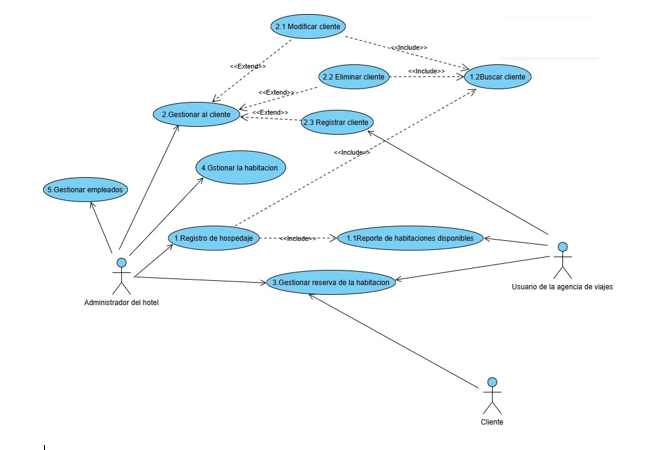 2.1 Modificar cliente
<<Extend>>
<<Include>>
2.2 Eliminar cliente
<<Include>>
1.2Buscar cliente
<<Extend>>
2.Gestionar al cliente
<<Extend>>
2.3 Registrar cliente
<<Include>>
4.Gstionar la habitacion
5.Gestionar empleados
1.Registro de hospedaje
<<Include>>
1.1Reporte de habitaciones disponibles
3.Gestionar reserva de la habitacion
Administrador del hotel
Usuario de la agencia de viajes
Cliente